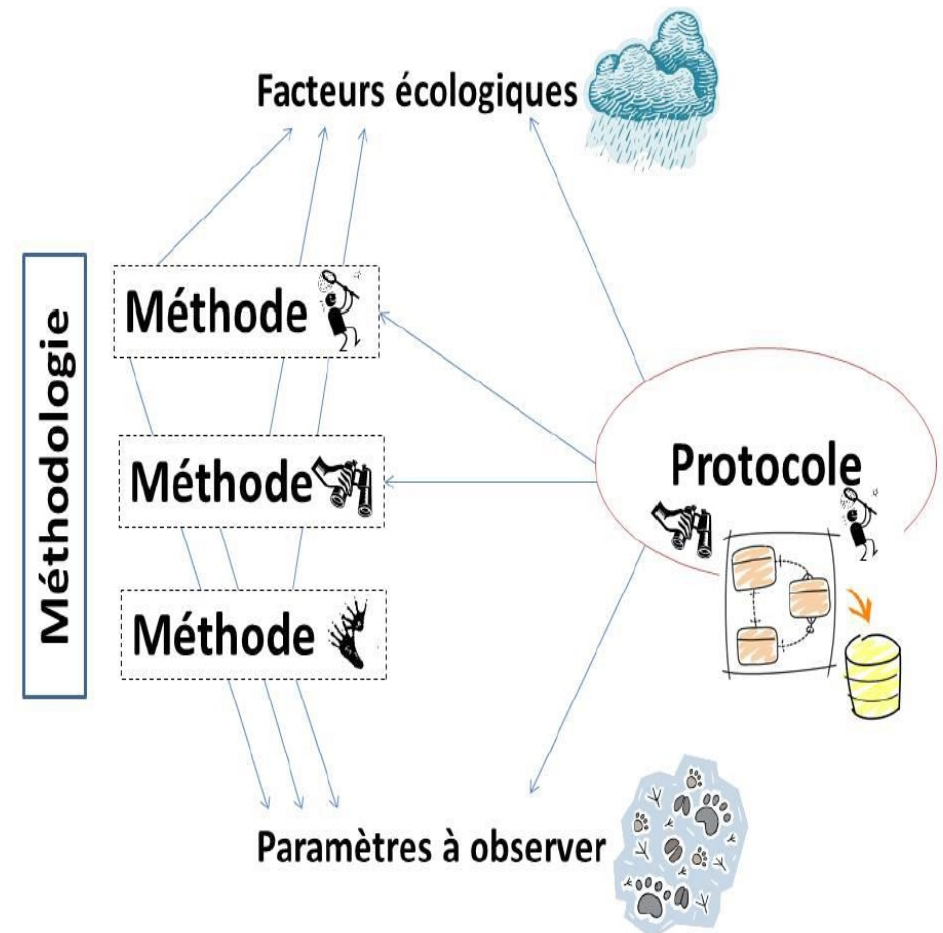 Facteurs écologiques
Méthodologie
Méthode
Méthode
Méthode
Protocole
Paramètres à observer